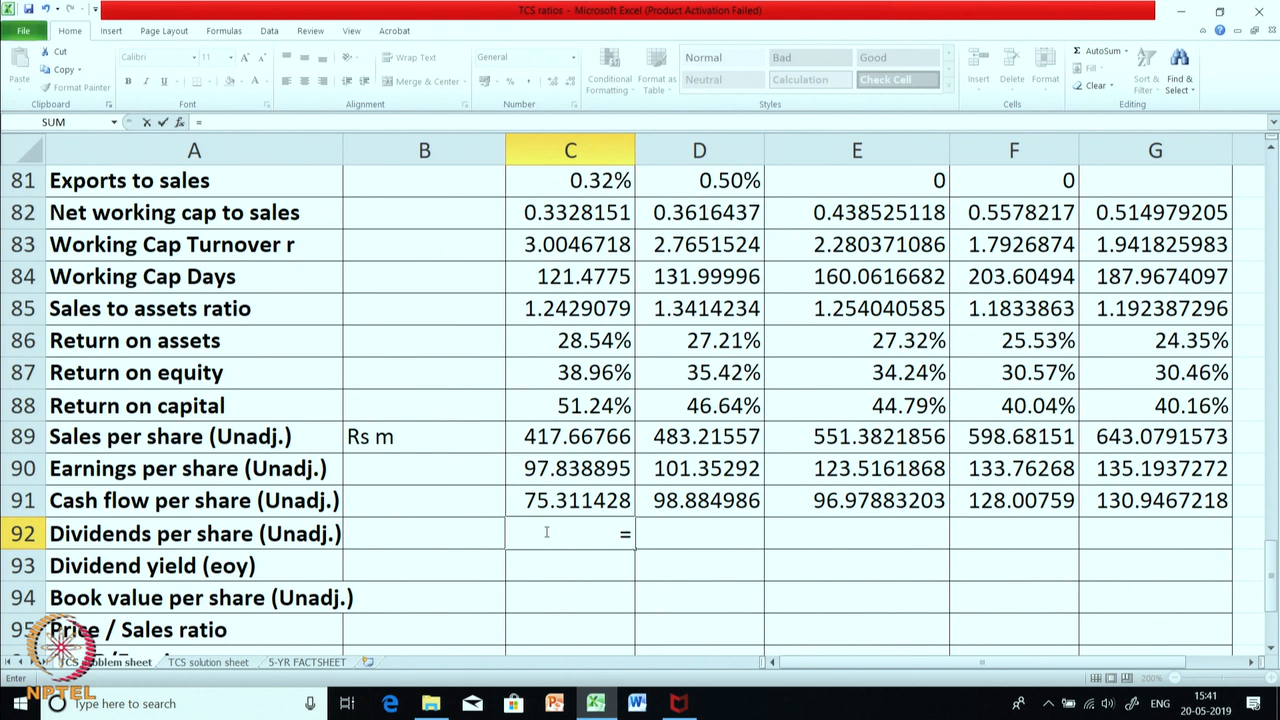 TCS ratios - Microsoft Excel (Product Activation Failed)
File Home Insert Page Layout Formulas Data Review View Acrobat
Cut
Copy
Format Painter
Paste
Clipboard
Calibri 11
Font
Wrap Text
Merge & Center
Alignment
General
Number
Conditional Formatting
Format as Table
Normal Bad Good
Neutral Calculation Check Cell
Styles
Insert Delete Format
Cells
AutoSum
Fill
Clear
Sort & Filter
Find & Select
Editing
SUM =
A B C D E F G
81 Exports to sales 0.32% 0.50% 0 0
82 Net working cap to sales 0.3328151 0.3616437 0.438525118 0.5578217 0.514979205
83 Working Cap Turnover r 3.0046718 2.7651524 2.280371086 1.7926874 1.941825983
84 Working Cap Days 121.4775 131.99996 160.0616682 203.60494 187.9674097
85 Sales to assets ratio 1.2429079 1.3414234 1.254040585 1.1833863 1.192387296
86 Return on assets 28.54% 27.21% 27.32% 25.53% 24.35%
87 Return on equity 38.96% 35.42% 34.24% 30.57% 30.46%
88 Return on capital 51.24% 46.64% 44.79% 40.04% 40.16%
89 Sales per share (Unadj.) Rs m 417.66766 483.21557 551.3821856 598.68151 643.0791573
90 Earnings per share (Unadj.) 97.838895 101.35292 123.5161868 133.76268 135.1937272
91 Cash flow per share (Unadj.) 75.311428 98.884986 96.97883203 128.00759 130.9467218
92 Dividends per share (Unadj.) =
93 Dividend yield (eoy)
94 Book value per share (Unadj.)
95 Price / Sales ratio
TCS problem sheet TCS solution sheet 5-YR FACTSHEET
Enter 200%
NPTEL
Type here to search
ENG
15:41
20-05-2019